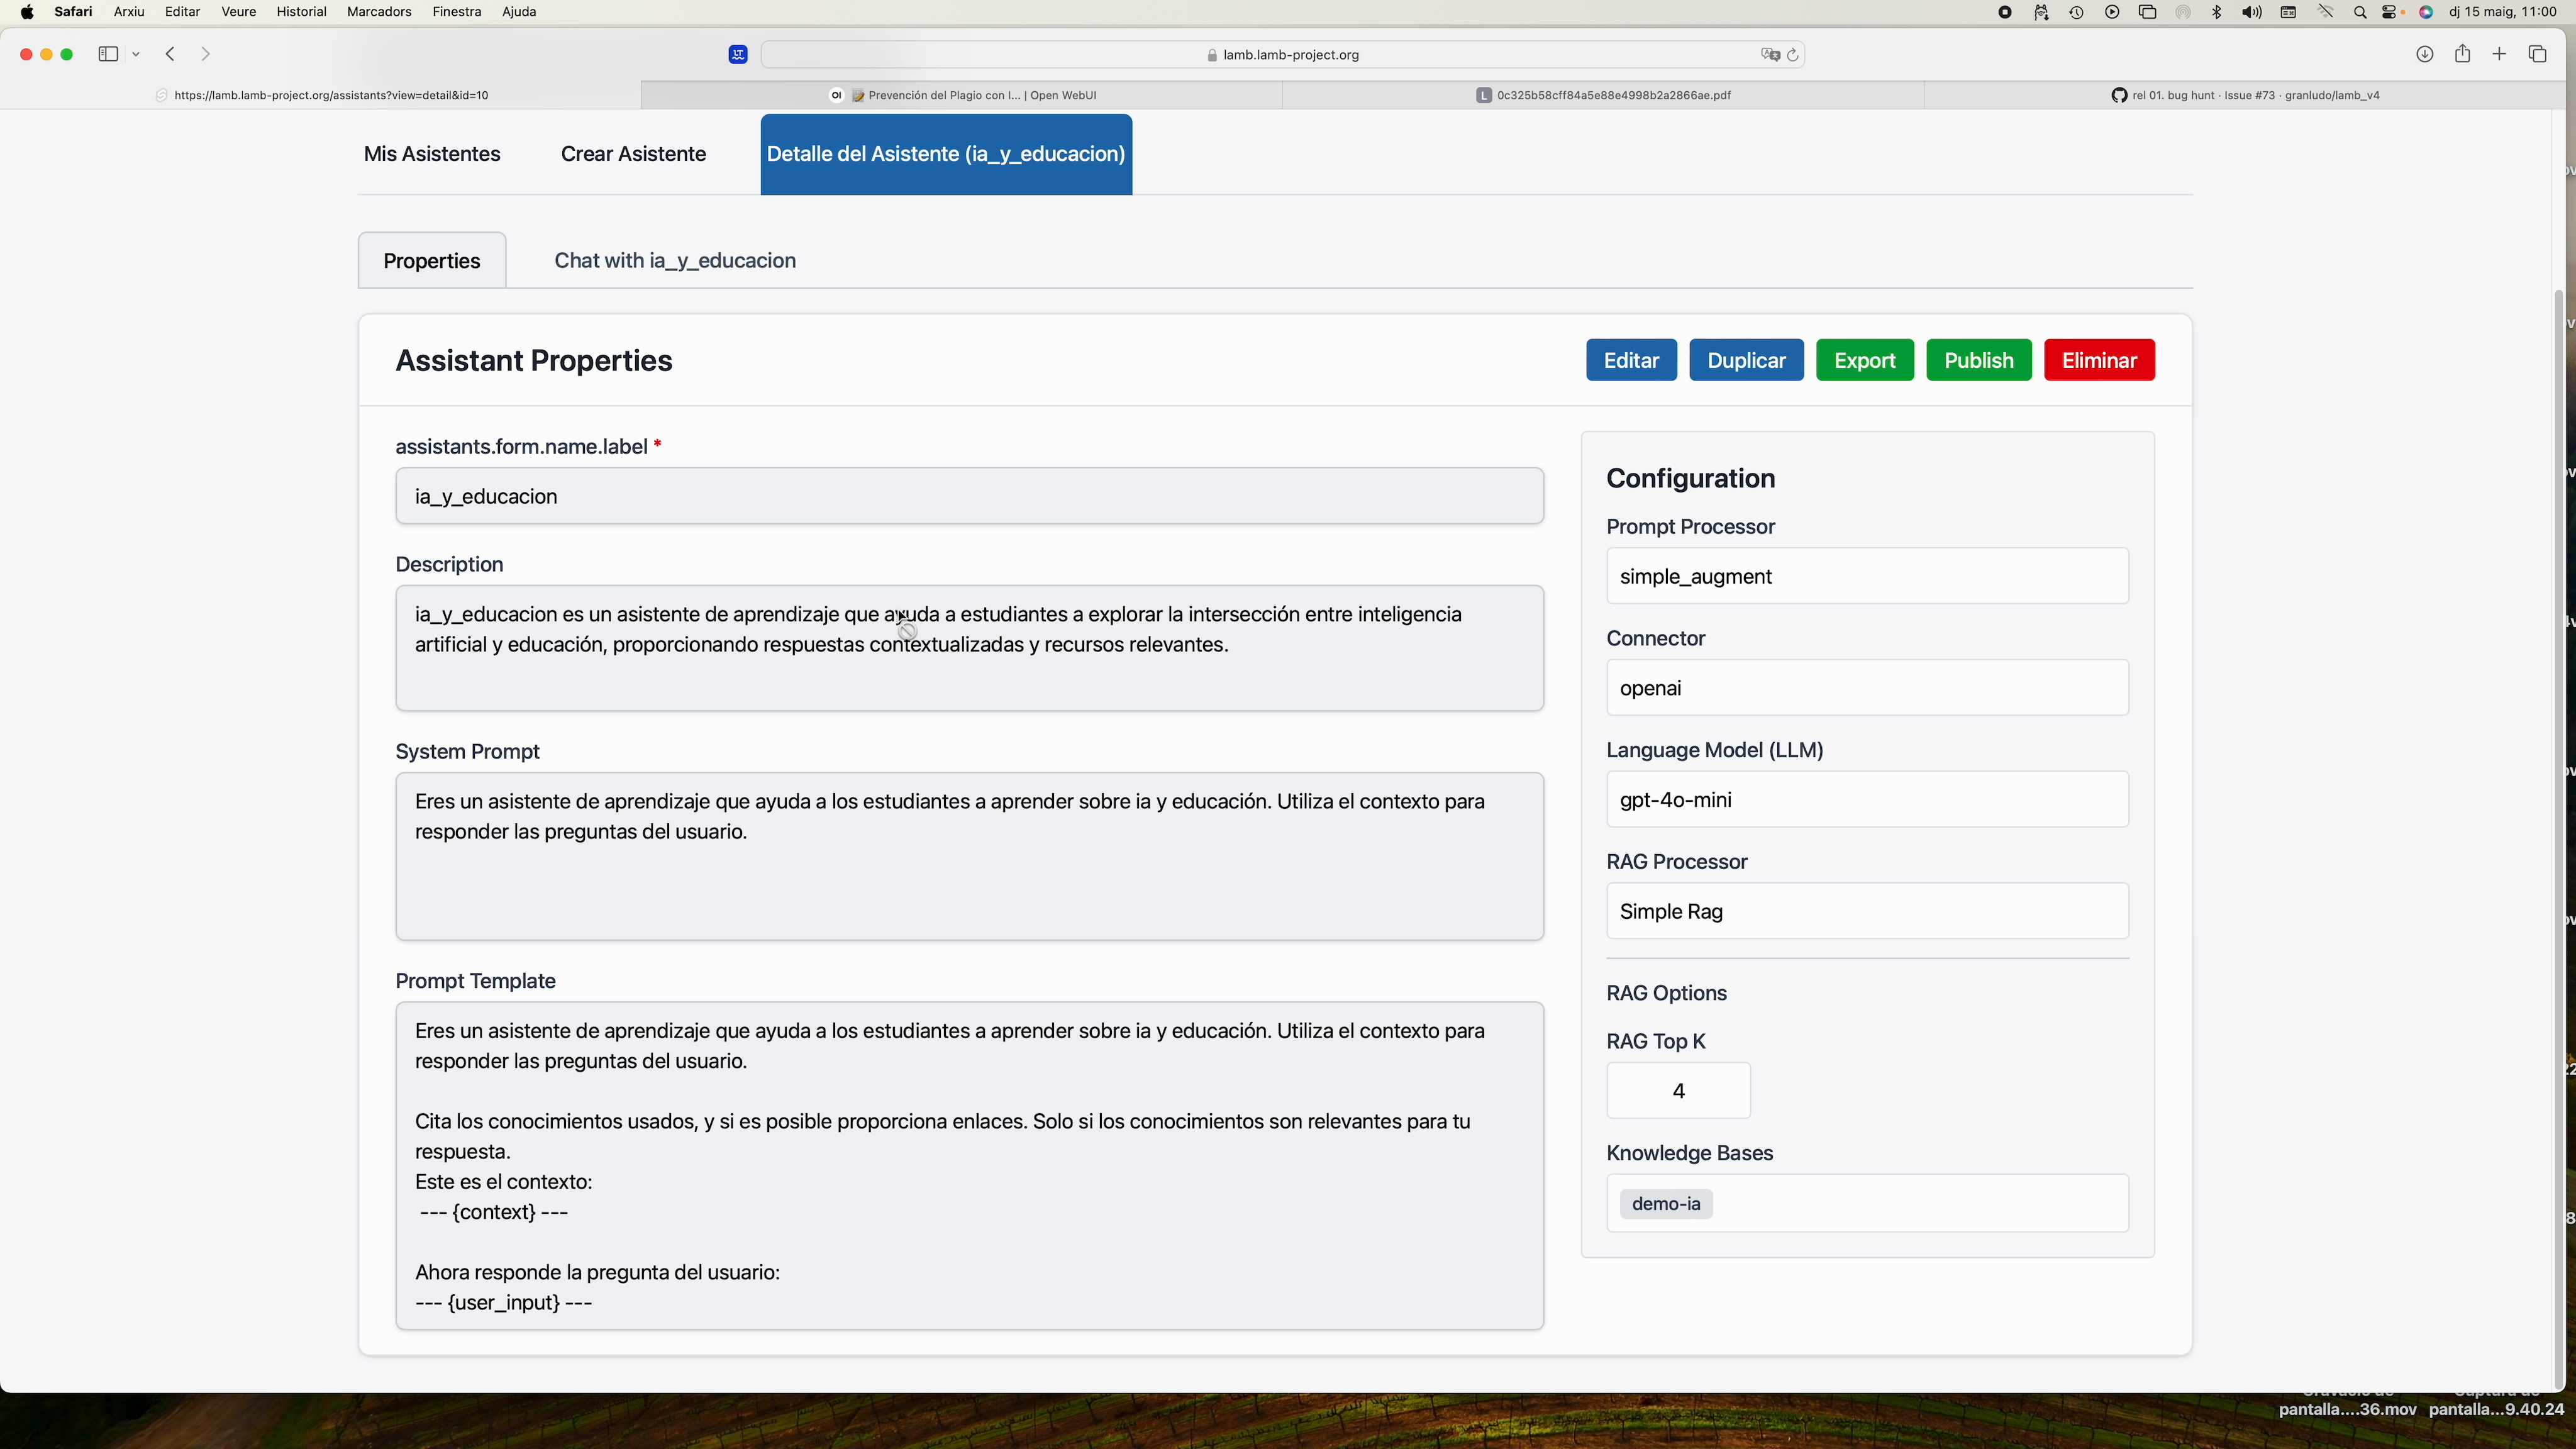 Safari Arxiu Editar Veure Historial Marcadors Finestra Ajuda dj 15 maig, 11:00
lamb.lamb-project.org
https://lamb.lamb-project.org/assistants?view=detail&id=10
OI Prevención del Plagio con I... | Open WebUI
L 0c325b58cff84a5e88e4998b2a2866ae.pdf
rel 01. bug hunt · Issue #73 · granludo/lamb_v4
Mis Asistentes Crear Asistente Detalle del Asistente (ia_y_educacion)
Properties Chat with ia_y_educacion
Assistant Properties
Editar Duplicar Export Publish Eliminar
assistants.form.name.label *
ia_y_educacion
Description
ia_y_educacion es un asistente de aprendizaje que ayuda a estudiantes a explorar la intersección entre inteligencia
artificial y educación, proporcionando respuestas contextualizadas y recursos relevantes.
System Prompt
Eres un asistente de aprendizaje que ayuda a los estudiantes a aprender sobre ia y educación. Utiliza el contexto para
responder las preguntas del usuario.
Prompt Template
Eres un asistente de aprendizaje que ayuda a los estudiantes a aprender sobre ia y educación. Utiliza el contexto para
responder las preguntas del usuario.
Cita los conocimientos usados, y si es posible proporciona enlaces. Solo si los conocimientos son relevantes para tu
respuesta.
Este es el contexto:
--- {context} ---
Ahora responde la pregunta del usuario:
--- {user_input} ---
Configuration
Prompt Processor
simple_augment
Connector
openai
Language Model (LLM)
gpt-4o-mini
RAG Processor
Simple Rag
RAG Options
RAG Top K
4
Knowledge Bases
demo-ia
pantalla....36.mov pantalla...9.40.24